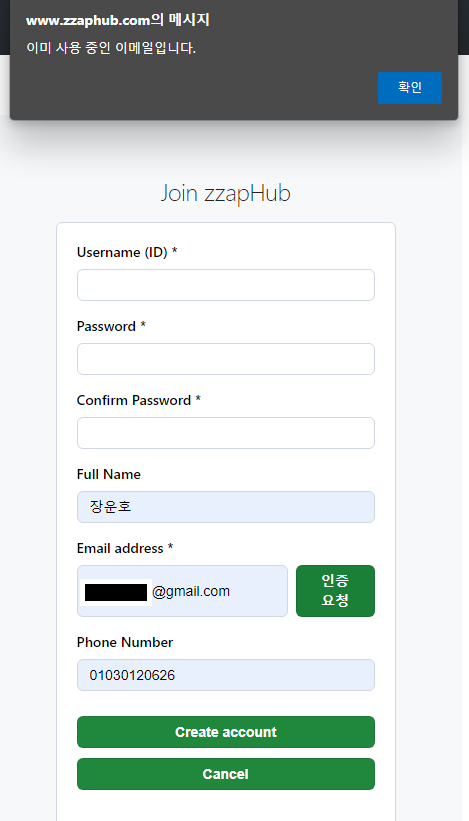 www.zzaphub.com의 메시지
이미 사용 중인 이메일입니다.
확인
Join zzapHub
Username (ID) *
Password *
Confirm Password *
Full Name
장운호
Email address *
@gmail.com
인증
요청
Phone Number
01030120626
Create account
Cancel